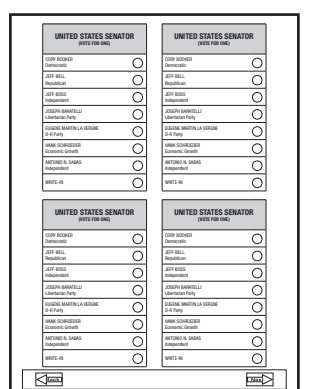 UNITED STATES SENATOR
(VOTE FOR ONE)
CORY BOOKER
Democratic
JEFF BELL
Republican
JEFF BOSS
Independent
JOSEPH BARATELLI
Libertarian Party
EUGENE MARTIN LA VERGNE
D-R Party
HANK SCHROEDER
Economic Growth
ANTONIO N. SABAS
Independent
WRITE-IN
UNITED STATES SENATOR
(VOTE FOR ONE)
CORY BOOKER
Democratic
JEFF BELL
Republican
JEFF BOSS
Independent
JOSEPH BARATELLI
Libertarian Party
EUGENE MARTIN LA VERGNE
D-R Party
HANK SCHROEDER
Economic Growth
ANTONIO N. SABAS
Independent
WRITE-IN
UNITED STATES SENATOR
(VOTE FOR ONE)
CORY BOOKER
Democratic
JEFF BELL
Republican
JEFF BOSS
Independent
JOSEPH BARATELLI
Libertarian Party
EUGENE MARTIN LA VERGNE
D-R Party
HANK SCHROEDER
Economic Growth
ANTONIO N. SABAS
Independent
WRITE-IN
UNITED STATES SENATOR
(VOTE FOR ONE)
CORY BOOKER
Democratic
JEFF BELL
Republican
JEFF BOSS
Independent
JOSEPH BARATELLI
Libertarian Party
EUGENE MARTIN LA VERGNE
D-R Party
HANK SCHROEDER
Economic Growth
ANTONIO N. SABAS
Independent
WRITE-IN